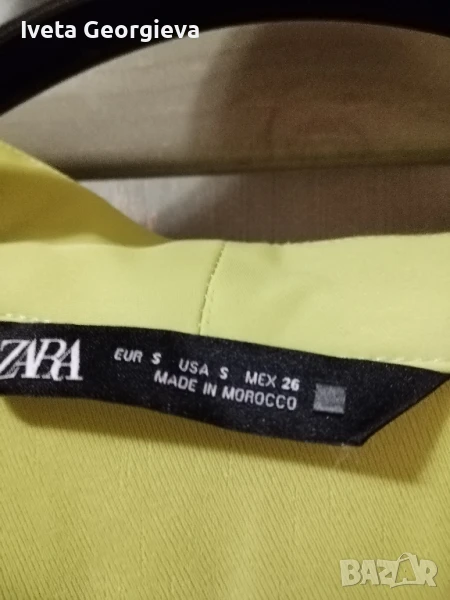 Iveta Georgieva
ZARA
EUR S USA S MEX 26
MADE IN MOROCCO
BAZAR